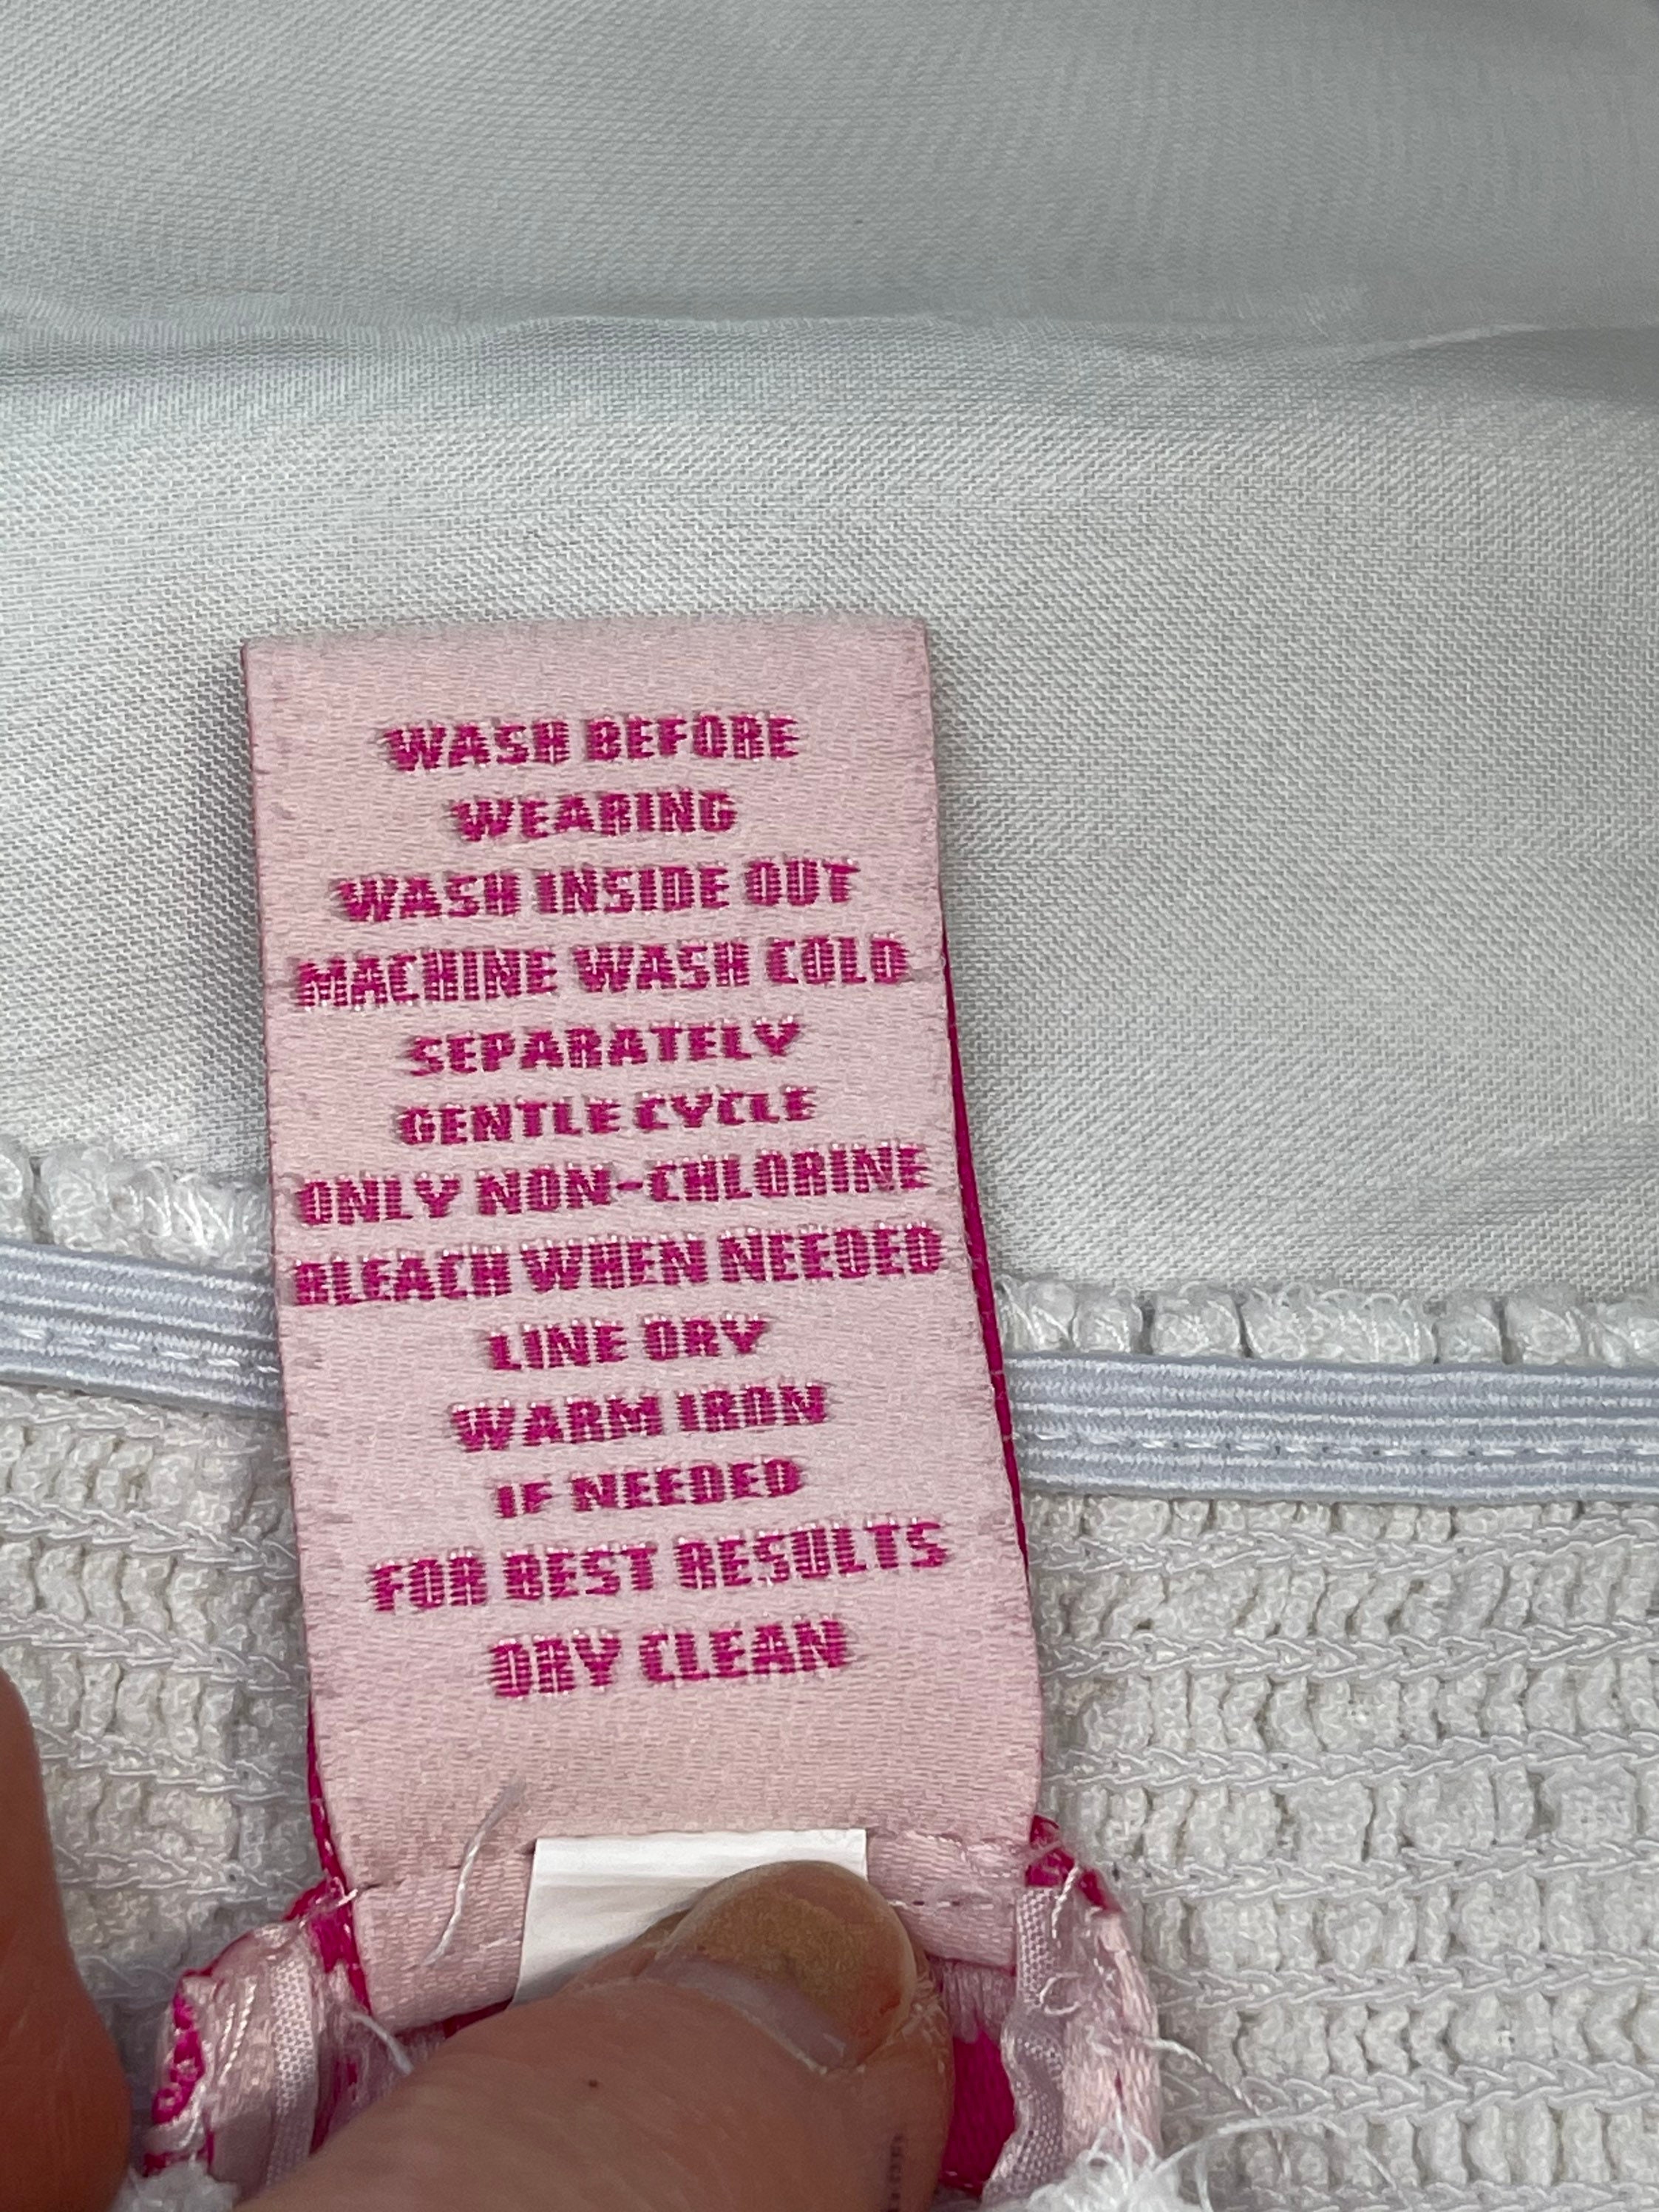 WASH BEFORE
WEARING
WASH INSIDE OUT
MACHINE WASH COLD
SEPARATELY
GENTLE CYCLE
ONLY NON-CHLORINE
BLEACH WHEN NEEDED
LINE DRY
WARM IRON
IF NEEDED
FOR BEST RESULTS
DRY CLEAN